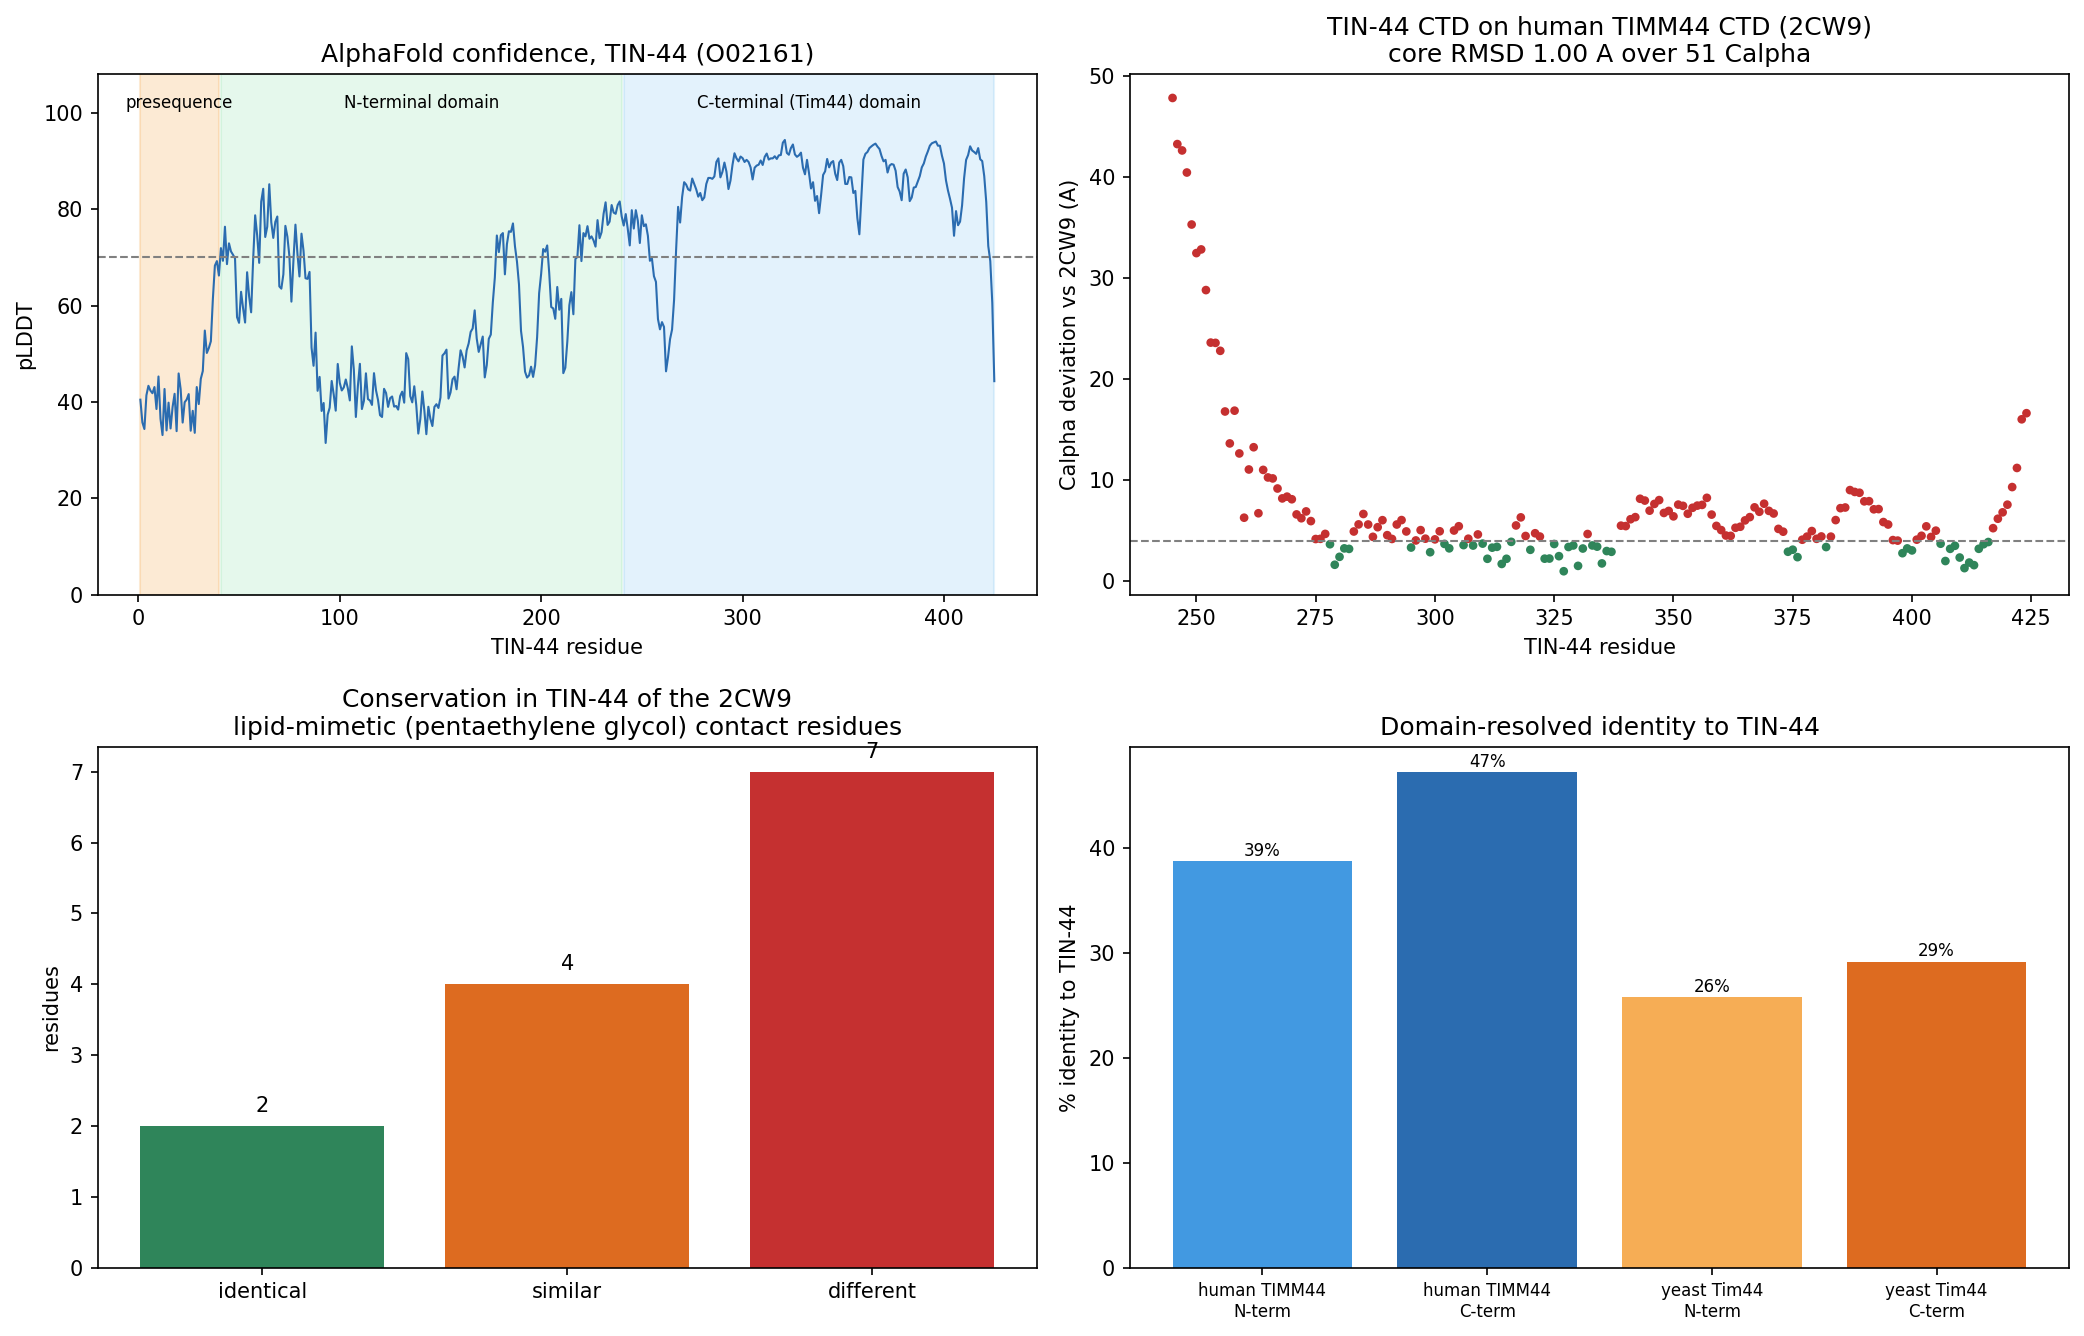 AlphaFold confidence, TIN-44 (O02161)
presequence
N-terminal domain
C-terminal (Tim44) domain
pLDDT
100
80
60
40
20
0
0
100
200
300
400
TIN-44 residue
TIN-44 CTD on human TIMM44 CTD (2CW9)
core RMSD 1.00 A over 51 Calpha
Calpha deviation vs 2CW9 (A)
50
40
30
20
10
0
250
275
300
325
350
375
400
425
TIN-44 residue
Conservation in TIN-44 of the 2CW9
lipid-mimetic (pentaethylene glycol) contact residues
residues
7
6
5
4
3
2
1
0
2
4
7
identical
similar
different
Domain-resolved identity to TIN-44
% identity to TIN-44
40
30
20
10
0
39%
47%
26%
29%
human TIMM44
N-term
human TIMM44
C-term
yeast Tim44
N-term
yeast Tim44
C-term